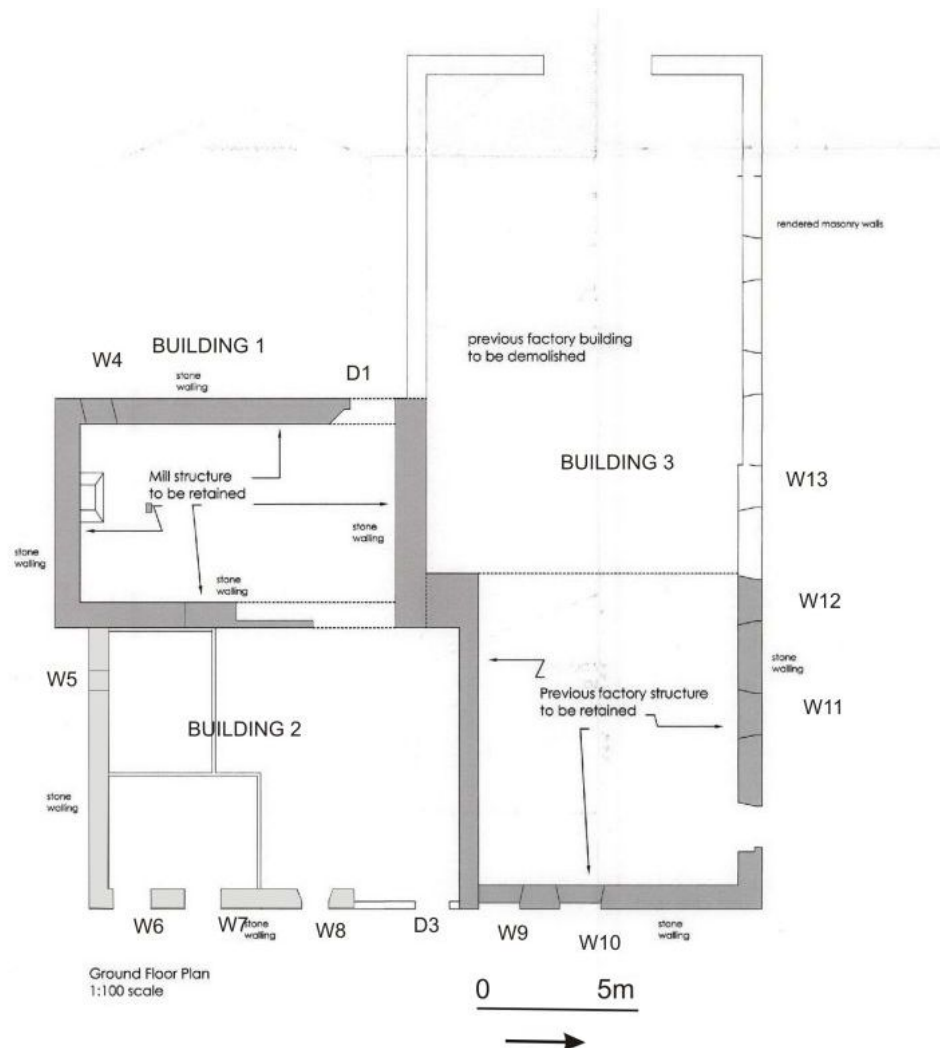 rendered masonry walls
BUILDING 1
W4
stone
walling
D1
previous factory building
to be demolished
BUILDING 3
W13
Mill structure
to be retained
stone
walling
stone
walling
stone
walling
W12
stone
walling
W5
Previous factory structure
to be retained
W11
BUILDING 2
stone
walling
W6
W7
stone
walling
W8
D3
W9
W10
stone
walling
Ground Floor Plan
1:100 scale
0
5m